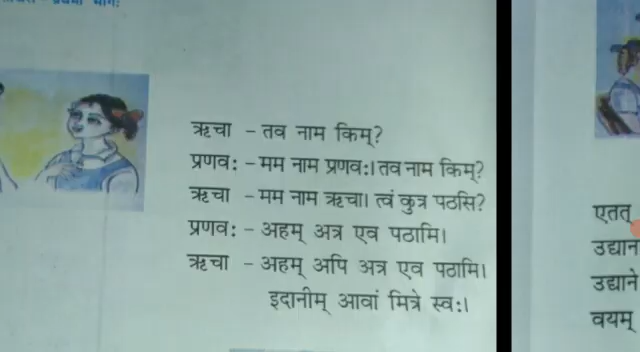 ऋचा - तव नाम किम्?
प्रणवः - मम नाम प्रणवः। तव नाम किम्?
ऋचा - मम नाम ऋचा। त्वं कुत्र पठसि?
प्रणवः - अहम् अत्र एव पठामि।
ऋचा - अहम् अपि अत्र एव पठामि।
इदानीम् आवां मित्रे स्वः।
एतत्
उद्यान
उद्याने
वयम्